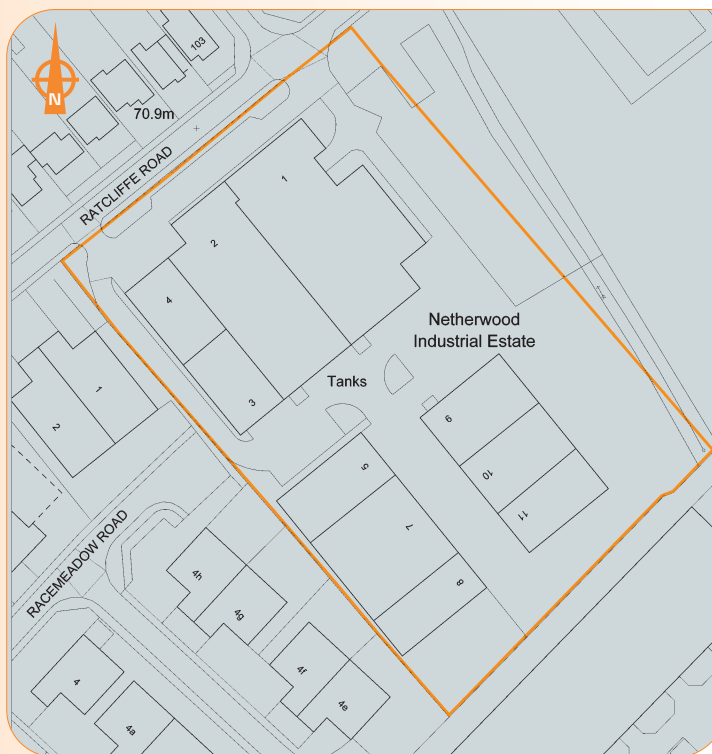 103
N
70.9m
RATCLIFFE ROAD
1
2
4
3
Netherwood
Industrial Estate
Tanks
1
2
9
10
11
5
7
8
RACEMEADOW ROAD
4h
4g
4f
4e
4
4a